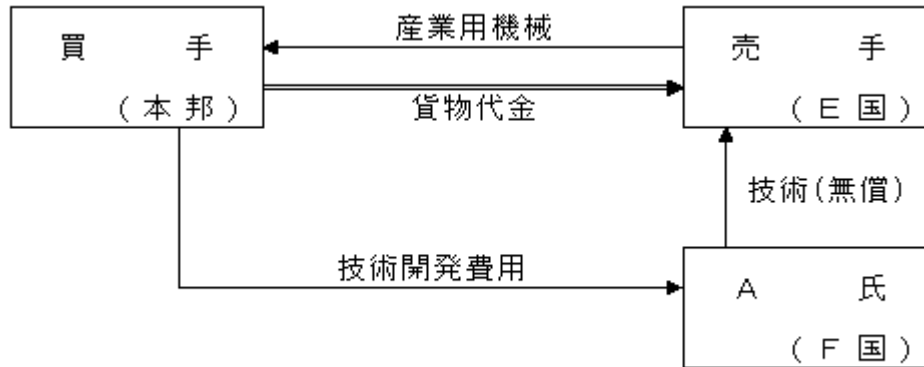 産業用機械
買 手
売 手
貨物代金
(本邦)
(E国)
技術(無償)
技術開発費用
A 氏
(F国)